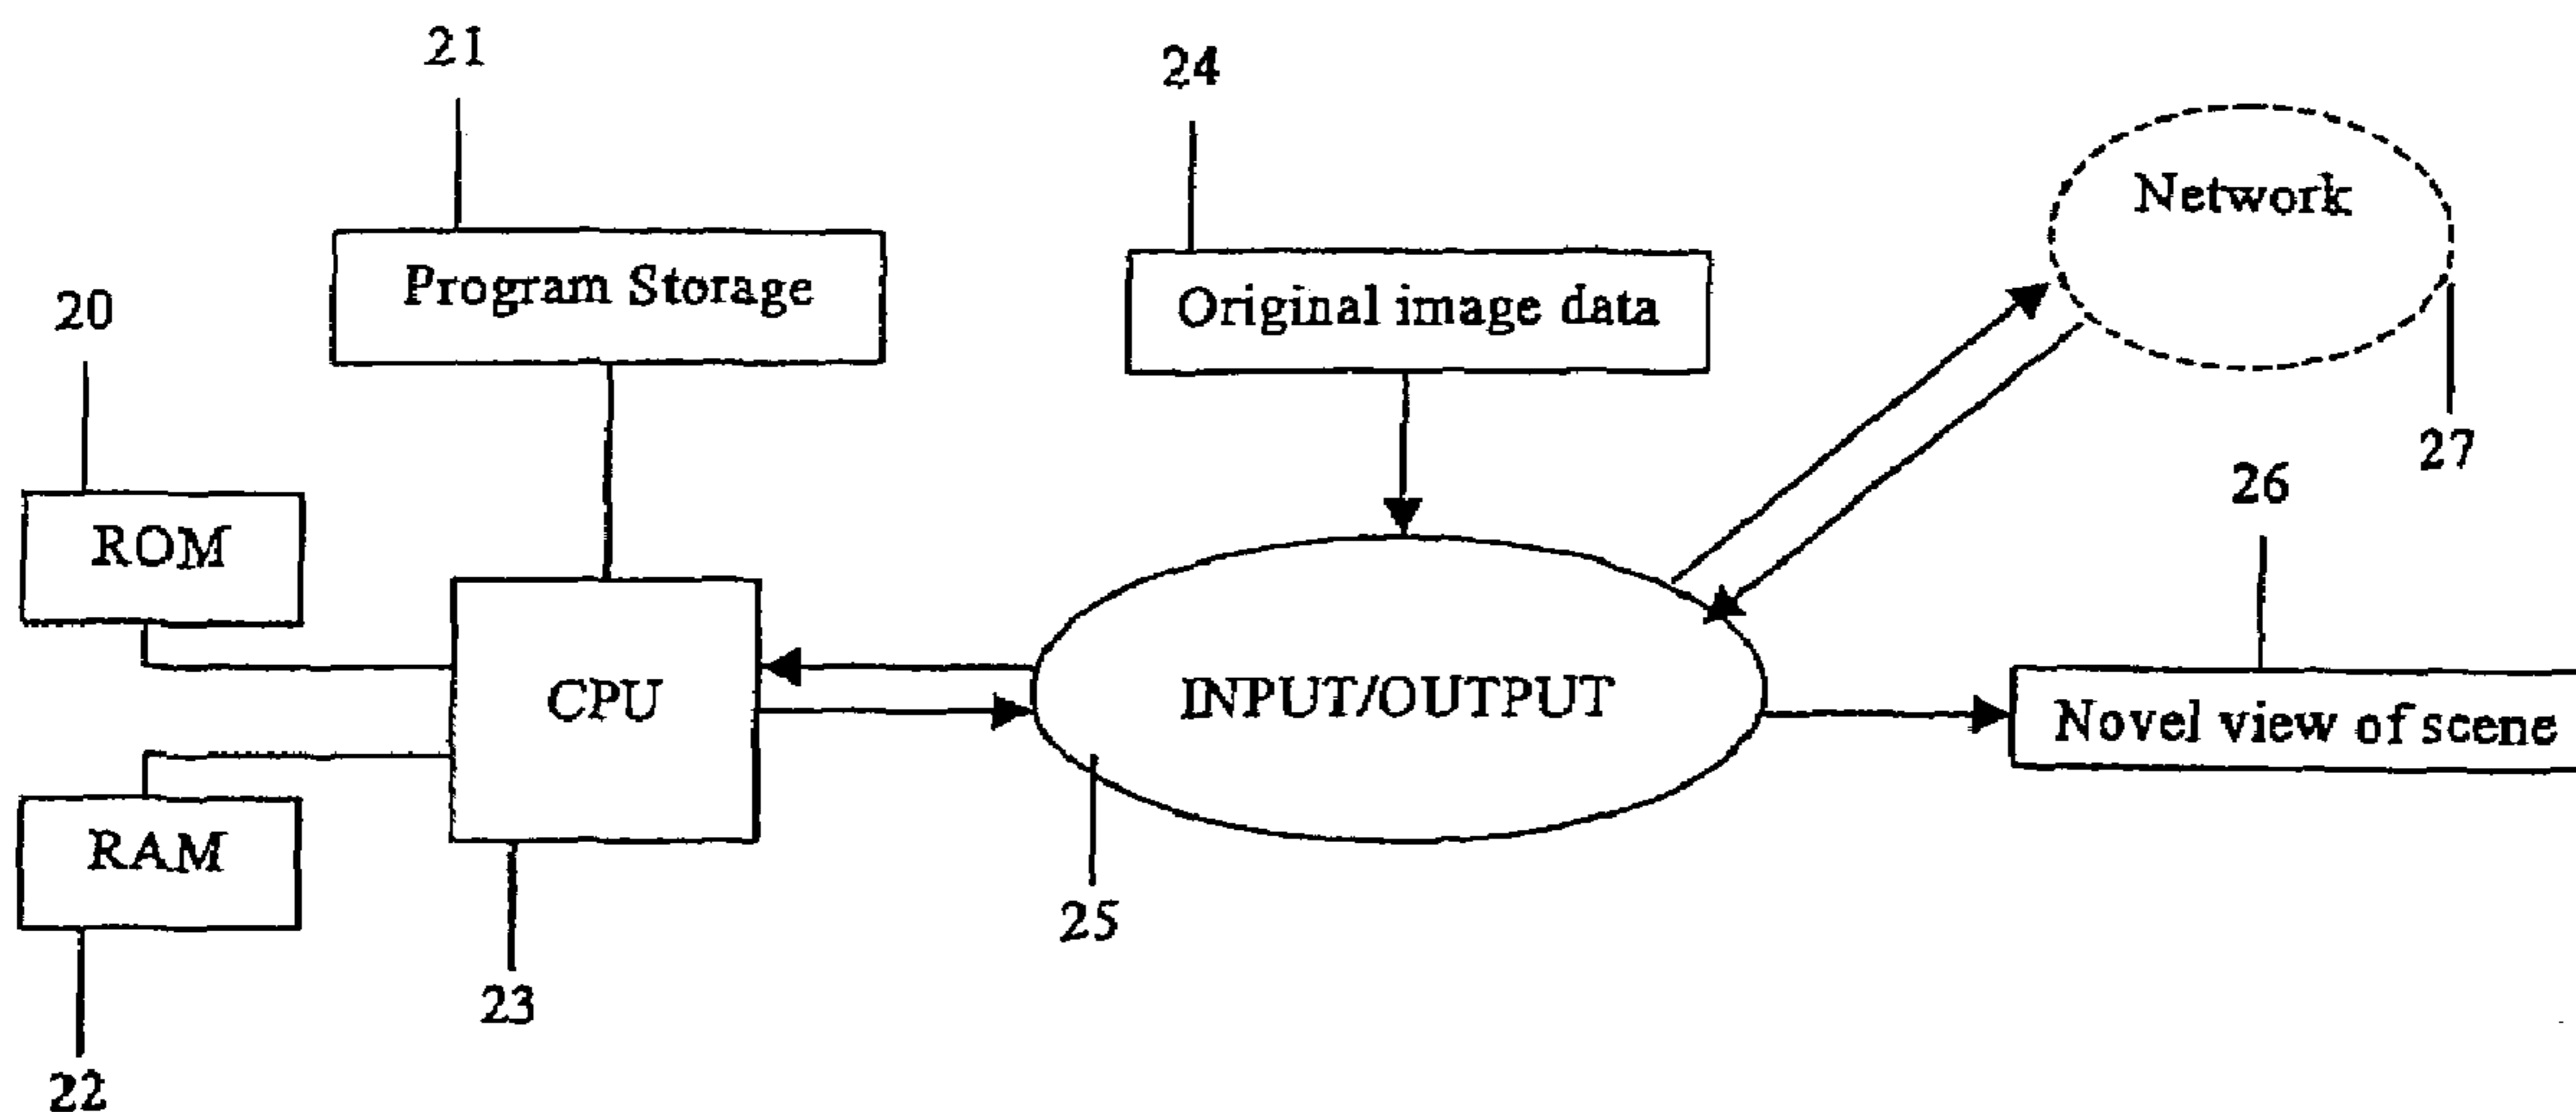 21
24
Network
Program Storage
Original image data
20
27
26
ROM
CPU
INPUT/OUTPUT
Novel view of scene
RAM
25
23
22